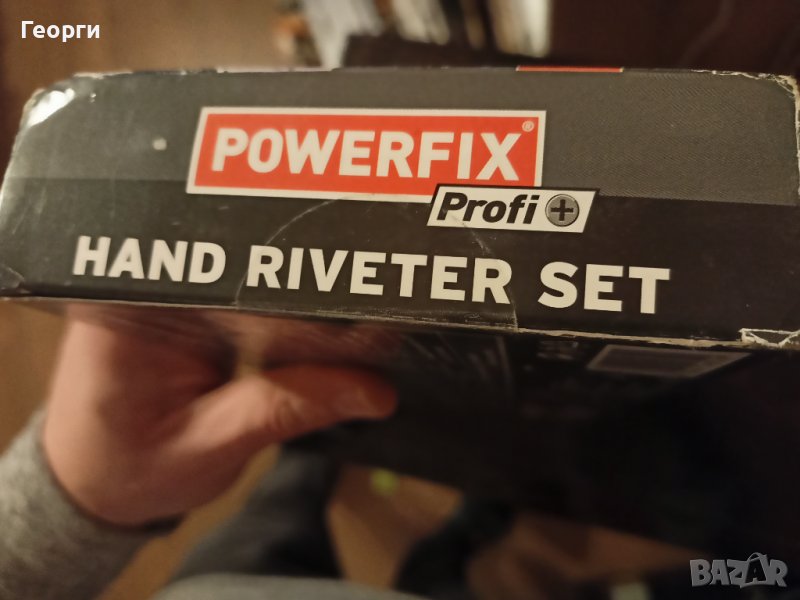 Георги
POWERFIX®
Profi+
HAND RIVETER SET
BAZAR